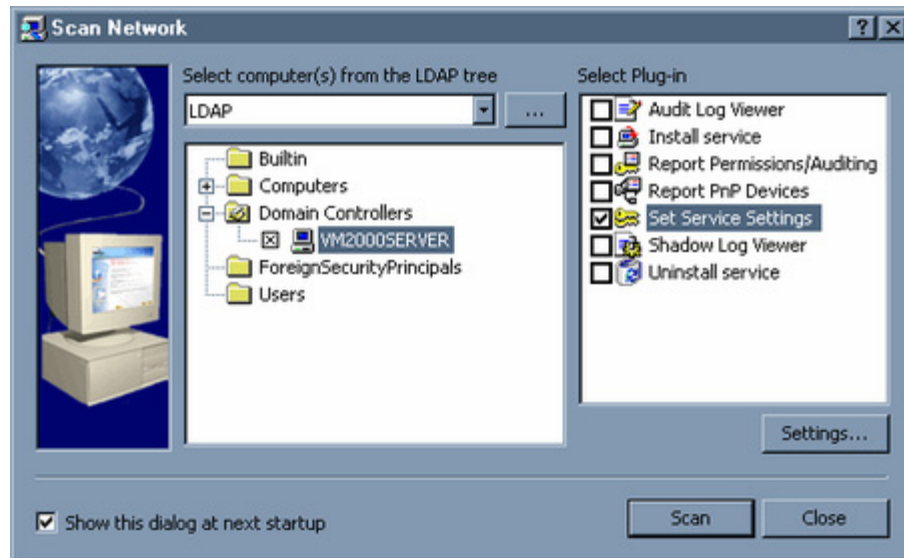 Scan Network
Select computer(s) from the LDAP tree
LDAP
...
Builtin
Computers
Domain Controllers
VM2000SERVER
ForeignSecurityPrincipals
Users
Select Plug-in
Audit Log Viewer
Install service
Report Permissions/Auditing
Report PnP Devices
Set Service Settings
Shadow Log Viewer
Uninstall service
Settings...
Show this dialog at next startup
Scan
Close